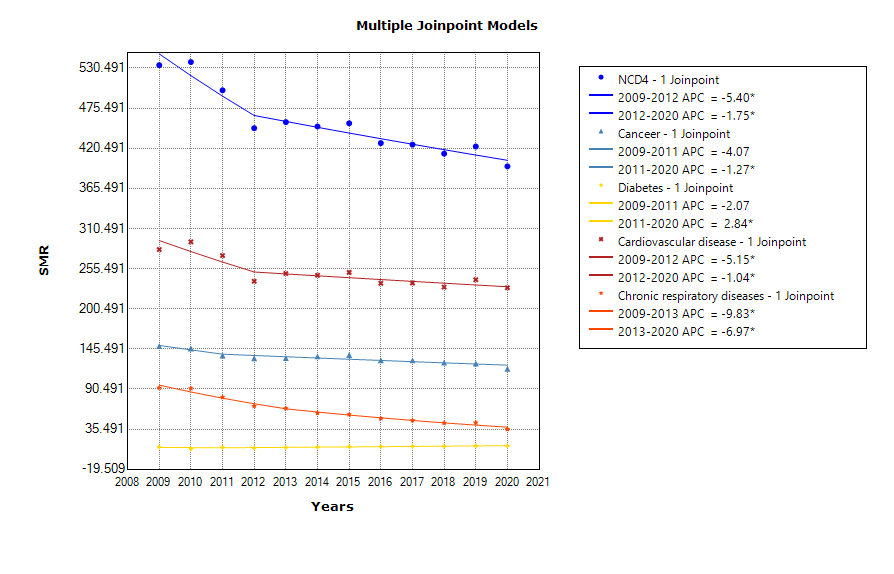 Multiple Joinpoint Models
530.491
475.491
420.491
365.491
310.491
255.491
200.491
145.491
90.491
35.491
-19.509
SMR
2008 2009 2010 2011 2012 2013 2014 2015 2016 2017 2018 2019 2020 2021
Years
NCD4 - 1 Joinpoint
2009-2012 APC = -5.40*
2012-2020 APC = -1.75*
Canceer - 1 Joinpoint
2009-2011 APC = -4.07
2011-2020 APC = -1.27*
Diabetes - 1 Joinpoint
2009-2011 APC = -2.07
2011-2020 APC = 2.84*
Cardiovascular disease - 1 Joinpoint
2009-2012 APC = -5.15*
2012-2020 APC = -1.04*
Chronic respiratory diseases - 1 Joinpoint
2009-2013 APC = -9.83*
2013-2020 APC = -6.97*